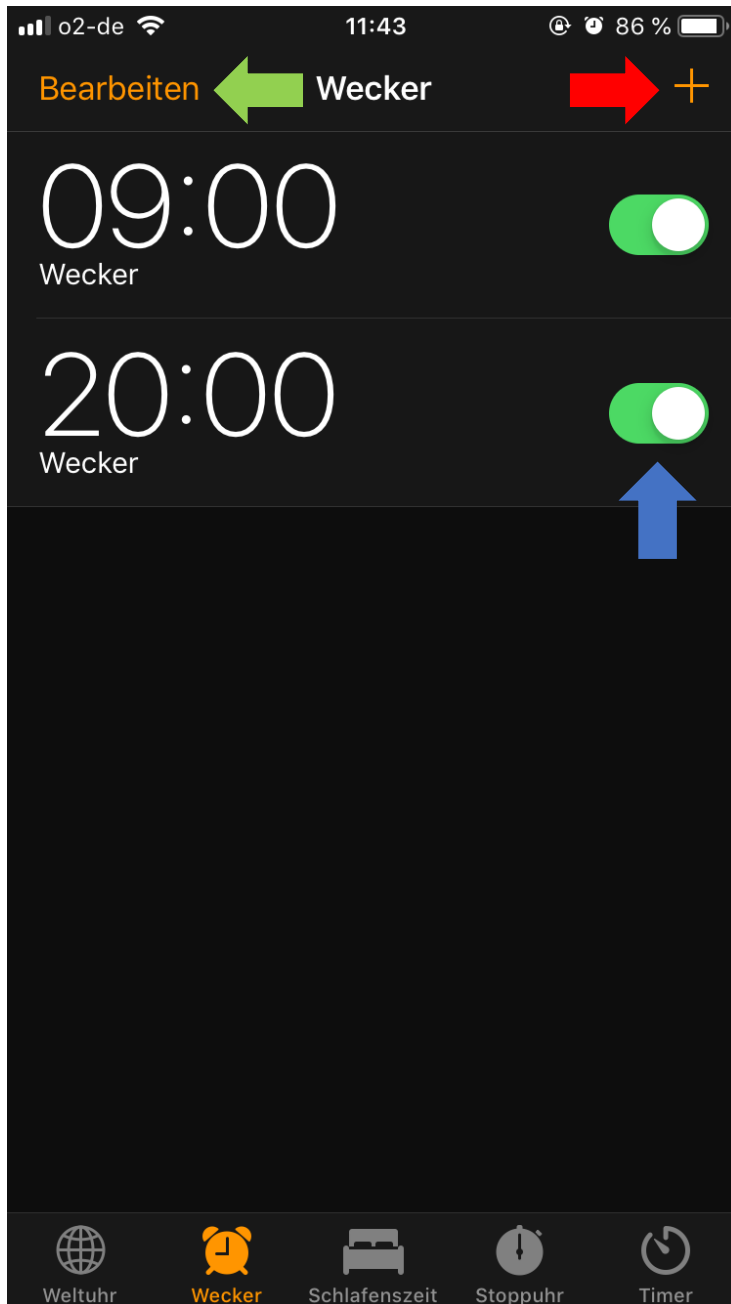 o2-de 11:43 86 %
Bearbeiten Wecker +
09:00
Wecker
20:00
Wecker
Weltuhr Wecker Schlafenszeit Stoppuhr Timer